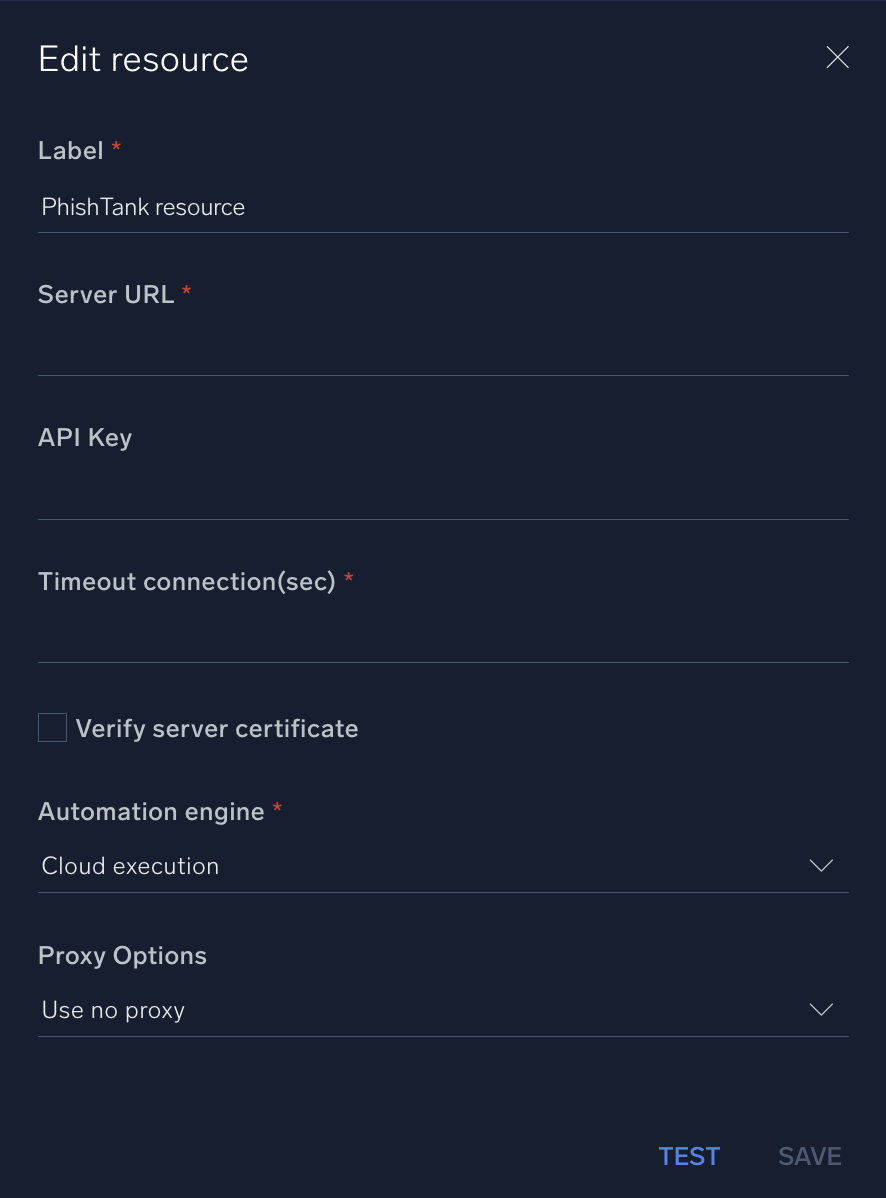 Edit resource
Label *
PhishTank resource
Server URL *
API Key
Timeout connection(sec) *
Verify server certificate
Automation engine *
Cloud execution
Proxy Options
Use no proxy
TEST SAVE